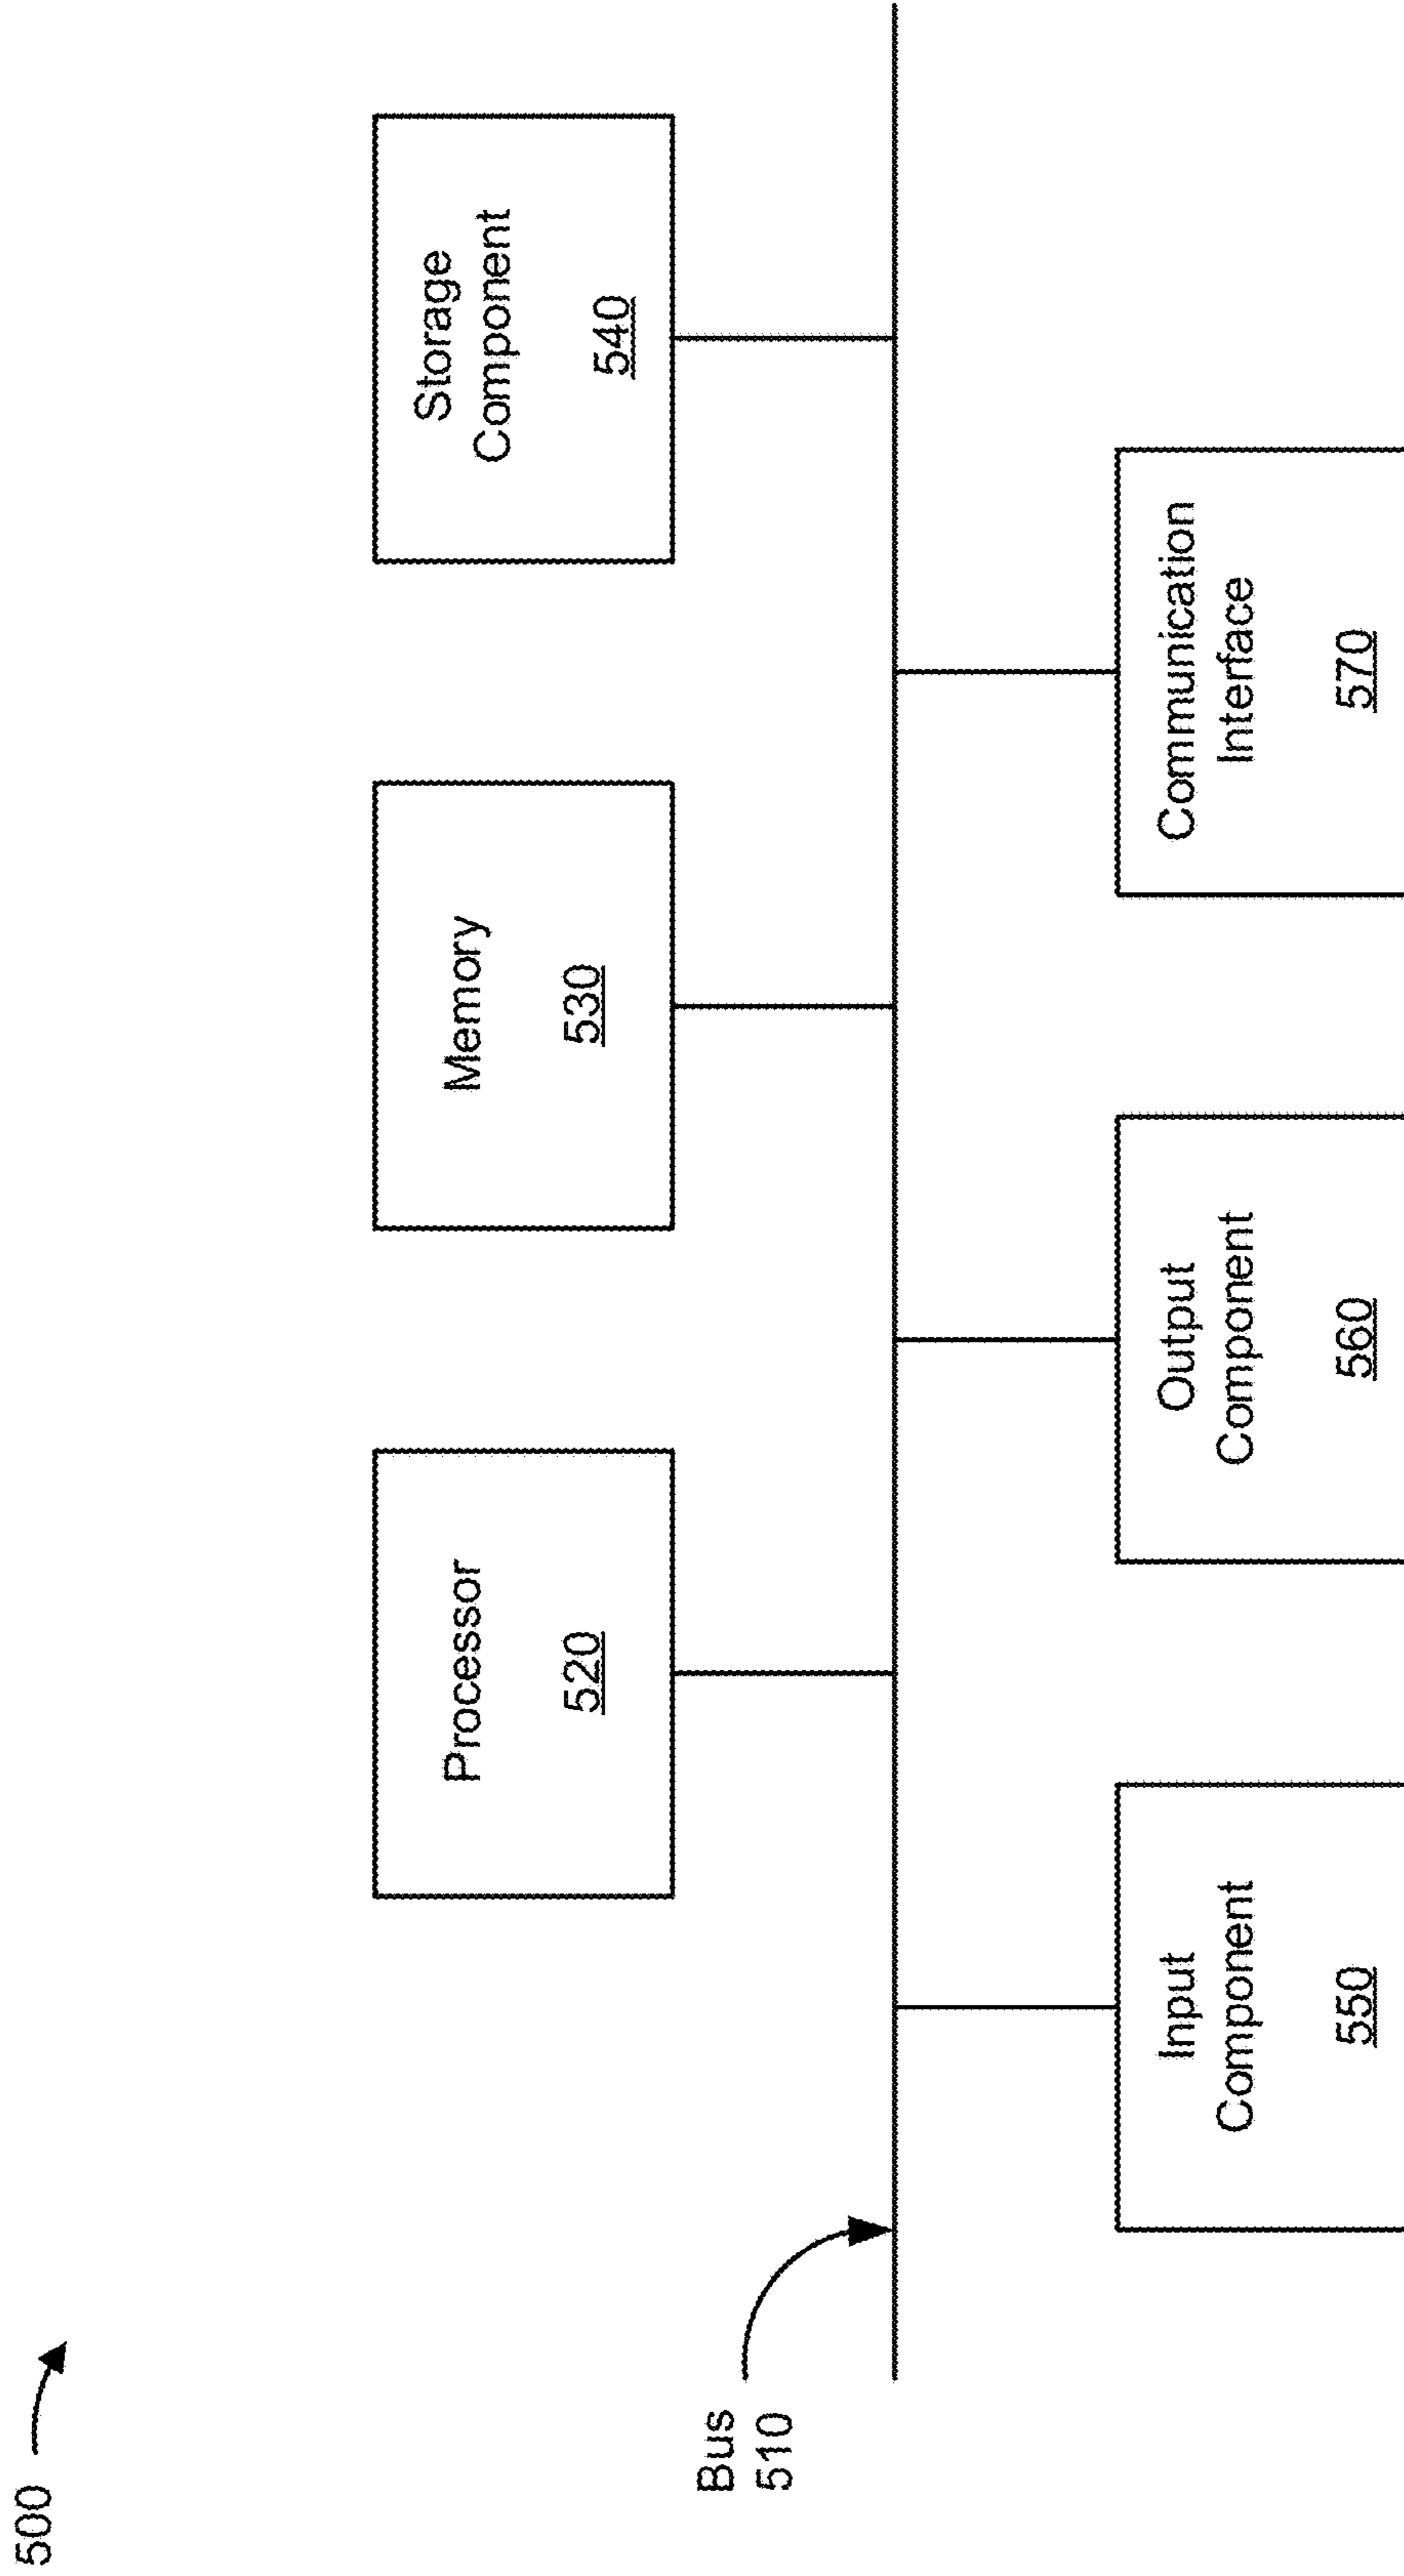 500
Processor
520
Memory
530
Storage
Component
540
Bus
510
Input
Component
550
Output
Component
560
Communication
Interface
570